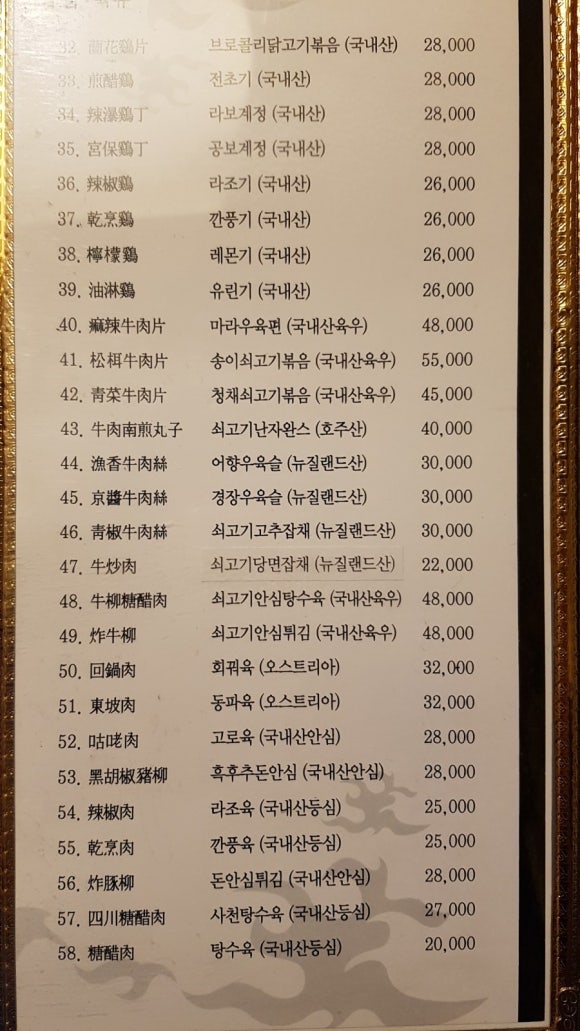 32. 蘭花鷄片 브로콜리닭고기볶음 (국내산) 28,000
33. 煎醋鷄 전초기 (국내산) 28,000
34. 辣瀑鷄丁 라보계정 (국내산) 28,000
35. 宮保鷄丁 공보계정 (국내산) 28,000
36. 辣椒鷄 라조기 (국내산) 26,000
37. 乾烹鷄 깐풍기 (국내산) 26,000
38. 檸檬鷄 레몬기 (국내산) 26,000
39. 油淋鷄 유린기 (국내산) 26,000
40. 痲辣牛肉片 마라우육편 (국내산육우) 48,000
41. 松栮牛肉片 송이쇠고기볶음 (국내산육우) 55,000
42. 靑菜牛肉片 청채쇠고기볶음 (국내산육우) 45,000
43. 牛肉南煎丸子 쇠고기난자완스 (호주산) 40,000
44. 漁香牛肉絲 어향우육슬 (뉴질랜드산) 30,000
45. 京醬牛肉絲 경장우육슬 (뉴질랜드산) 30,000
46. 靑椒牛肉絲 쇠고기고추잡채 (뉴질랜드산) 30,000
47. 牛炒肉 쇠고기당면잡채 (뉴질랜드산) 22,000
48. 牛柳糖醋肉 쇠고기안심탕수육 (국내산육우) 48,000
49. 炸牛柳 쇠고기안심튀김 (국내산육우) 48,000
50. 回鍋肉 회꿔육 (오스트리아) 32,000
51. 東坡肉 동파육 (오스트리아) 32,000
52. 咕咾肉 고로육 (국내산안심) 28,000
53. 黑胡椒豬柳 흑후추돈안심 (국내산안심) 28,000
54. 辣椒肉 라조육 (국내산등심) 25,000
55. 乾烹肉 깐풍육 (국내산등심) 25,000
56. 炸豚柳 돈안심튀김 (국내산안심) 28,000
57. 四川糖醋肉 사천탕수육 (국내산등심) 27,000
58. 糖醋肉 탕수육 (국내산등심) 20,000